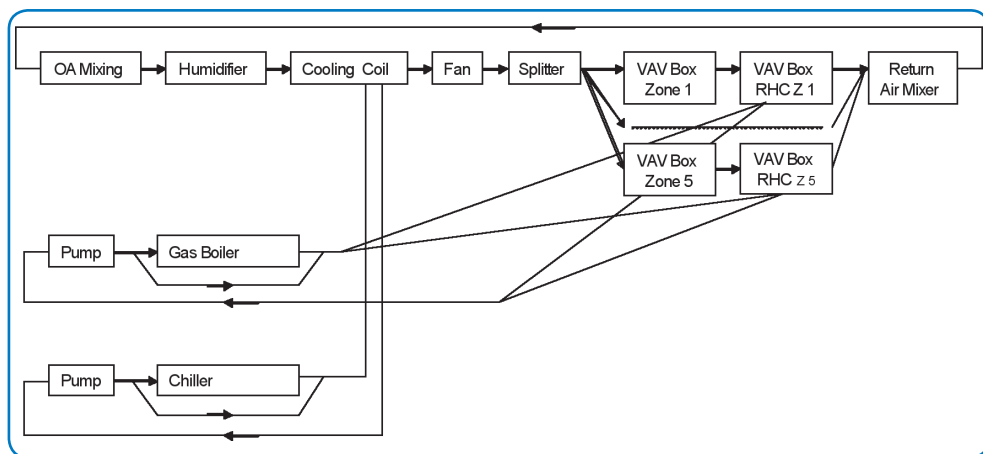 OA Mixing
Humidifier
Cooling Coil
Fan
Splitter
VAV Box
Zone 1
VAV Box
RHC Z 1
Return
Air Mixer
VAV Box
Zone 5
VAV Box
RHC Z 5
Pump
Gas Boiler
Pump
Chiller